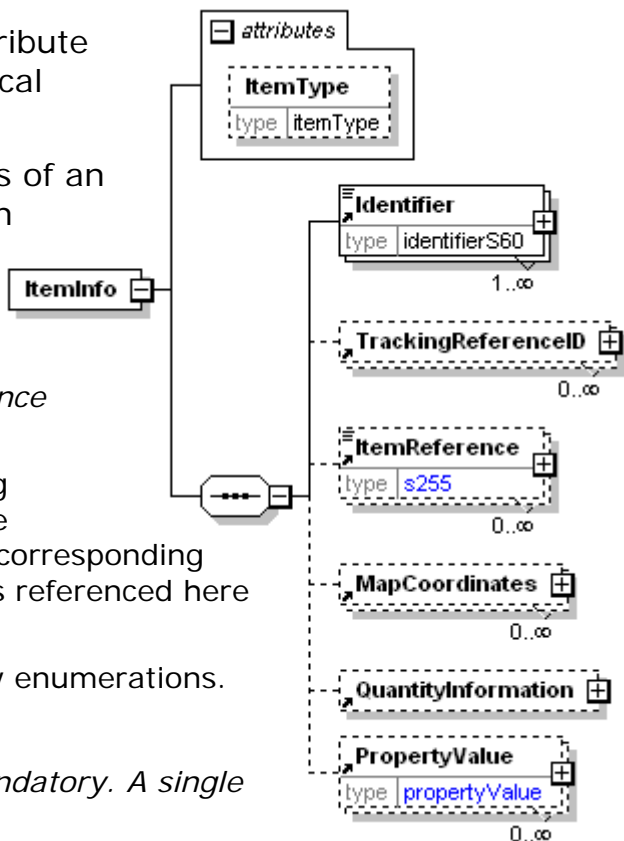 ribute
cal
s of an
n
nce
g
e
corresponding
s referenced here
v enumerations.
ndatory. A single
attributes
ItemType
type itemType
ItemInfo
Identifier
type identifierS60
1..∞
TrackingReferenceID
0..∞
ItemReference
type s255
0..∞
MapCoordinates
0..∞
QuantityInformation
PropertyValue
type propertyValue
0..∞